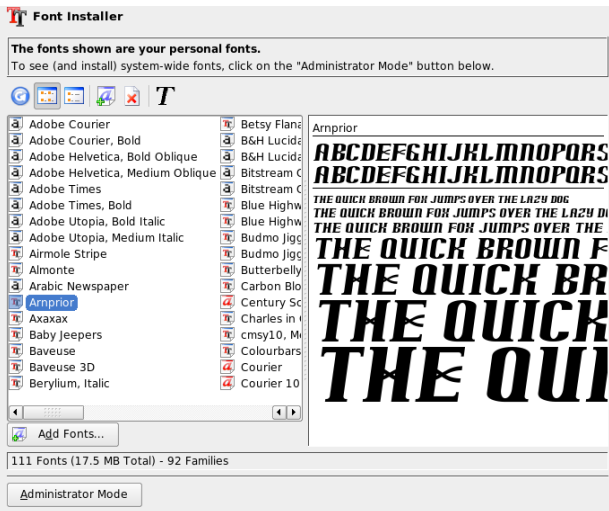 Font Installer
The fonts shown are your personal fonts.
To see (and install) system-wide fonts, click on the "Administrator Mode" button below.
Adobe Courier
Adobe Courier, Bold
Adobe Helvetica, Bold Oblique
Adobe Helvetica, Medium Oblique
Adobe Times
Adobe Times, Bold
Adobe Utopia, Bold Italic
Adobe Utopia, Medium Italic
Airmole Stripe
Almonte
Arabic Newspaper
Arnprior
Axaxax
Baby Jeepers
Baveuse
Baveuse 3D
Berylium, Italic
Betsy Flana
B&H Lucida
B&H Lucida
Bitstream C
Bitstream C
Blue Highw
Blue Highw
Budmo Jigg
Budmo Jigg
Butterbelly
Carbon Blo
Century Sc
Charles in
cmsy10, Me
Colourbars
Courier
Courier 10
Arnprior
ABCDEFGHIJKLMNOPQRS
ABCDEFGHIJKLMNOPQRS
THE QUICK BROWN FOX JUMPS OVER THE LAZY DOG
THE QUICK BROWN FOX JUMPS OVER THE LAZY D
THE QUICK BROWN FOX JUMPS OVER THE
THE QUICK BROWN F
THE QUICK BR
THE QUICK
THE QUI
Add Fonts...
111 Fonts (17.5 MB Total) - 92 Families
Administrator Mode